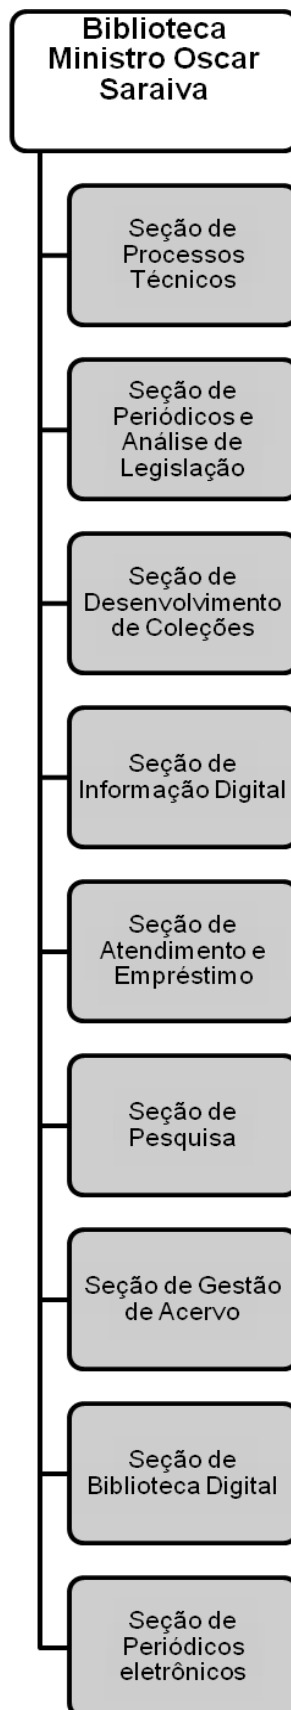 Biblioteca
Ministro Oscar
Saraiva
Seção de
Processos
Técnicos
Seção de
Periódicos e
Análise de
Legislação
Seção de
Desenvolvimento
de Coleções
Seção de
Informação Digital
Seção de
Atendimento e
Empréstimo
Seção de
Pesquisa
Seção de Gestão
de Acervo
Seção de
Biblioteca Digital
Seção de
Periódicos
eletrônicos